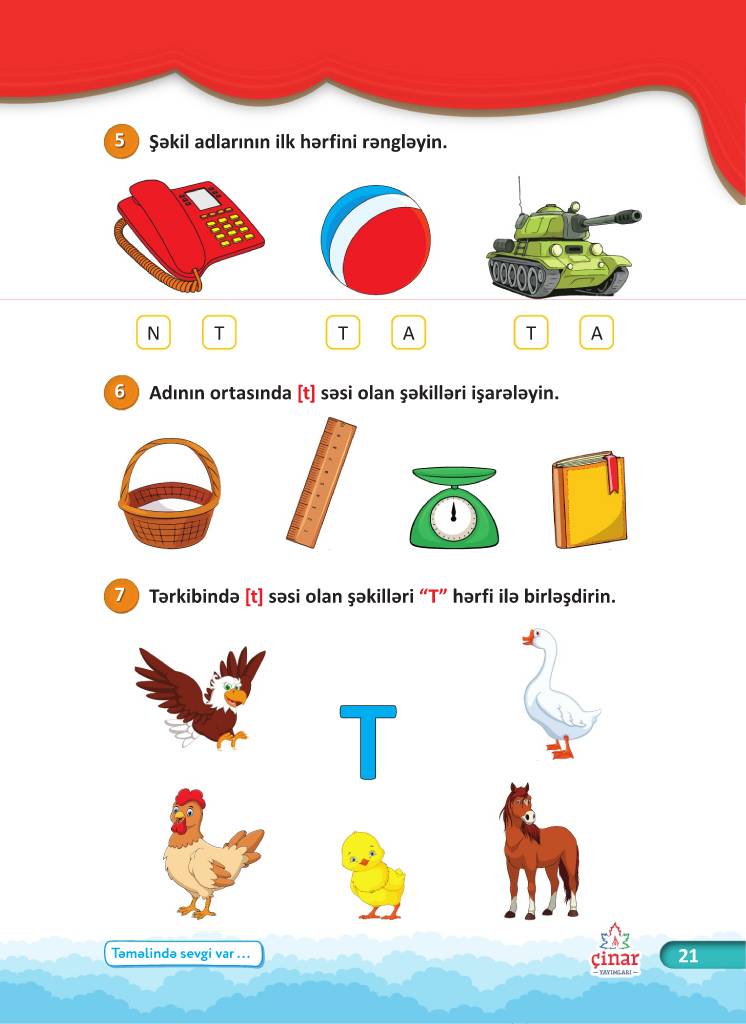 5 Şəkil adlarının ilk hərfini rəngləyin.
N T T A T A
6 Adının ortasında [t] səsi olan şəkilləri işarələyin.
7 Tərkibində [t] səsi olan şəkilləri “T” hərfi ilə birləşdirin.
T
Təməlində sevgi var ...
çinar
YAYIMLARI
21